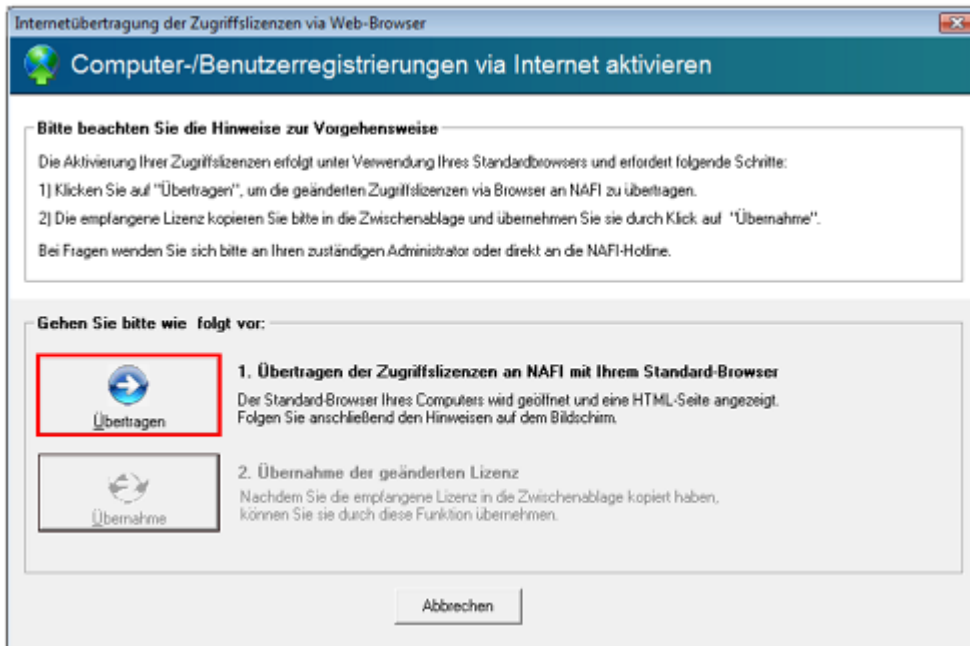 Internetübertragung der Zugriffslizenzen via Web-Browser
Computer-/Benutzerregistrierungen via Internet aktivieren
Bitte beachten Sie die Hinweise zur Vorgehensweise
Die Aktivierung Ihrer Zugriffslizenzen erfolgt unter Verwendung Ihres Standardbrowsers und erfordert folgende Schritte:
1) Klicken Sie auf "Übertragen", um die geänderten Zugriffslizenzen via Browser an NAFI zu übertragen.
2) Die empfangene Lizenz kopieren Sie bitte in die Zwischenablage und übernehmen Sie sie durch Klick auf "Übernahme".
Bei Fragen wenden Sie sich bitte an Ihren zuständigen Administrator oder direkt an die NAFI-Hotline.
Gehen Sie bitte wie folgt vor:
Übertragen
1. Übertragen der Zugriffslizenzen an NAFI mit Ihrem Standard-Browser
Der Standard-Browser Ihres Computers wird geöffnet und eine HTML-Seite angezeigt.
Folgen Sie anschließend den Hinweisen auf dem Bildschirm.
Übernahme
2. Übernahme der geänderten Lizenz
Nachdem Sie die empfangene Lizenz in die Zwischenablage kopiert haben,
können Sie sie durch diese Funktion übernehmen.
Abbrechen